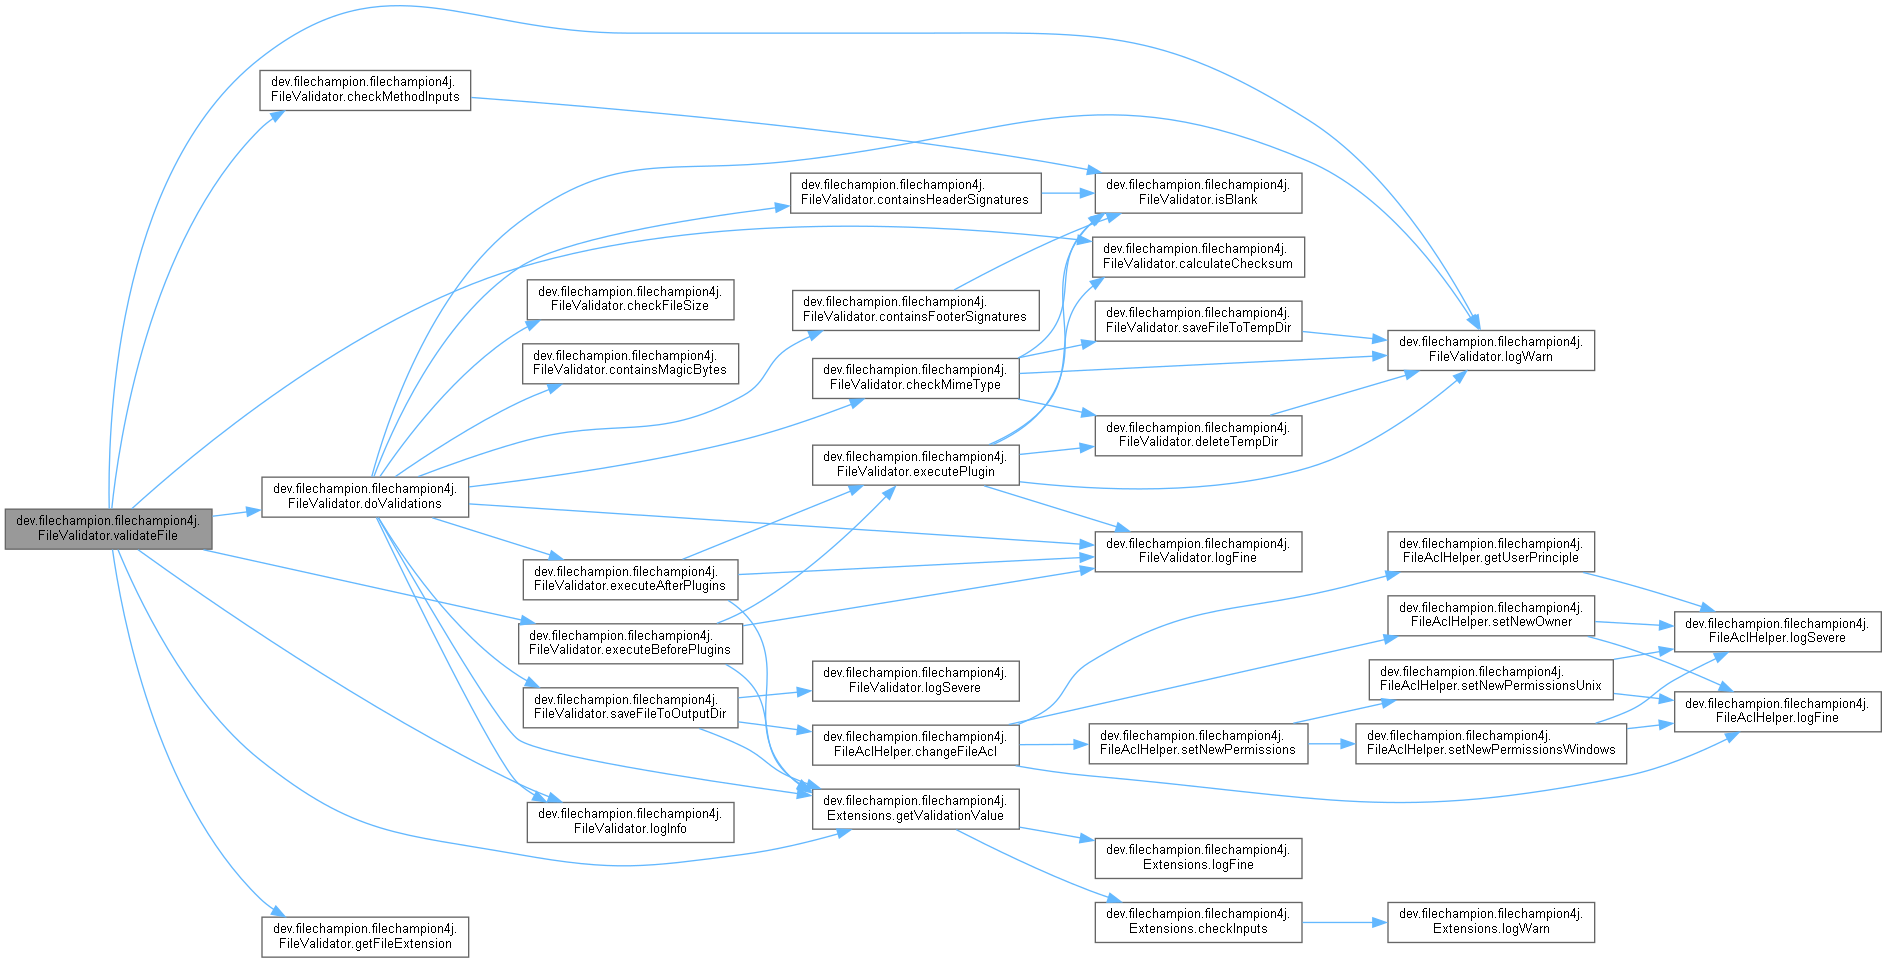 dev.filechampion.filechampion4j.
FileValidator.validateFile
dev.filechampion.filechampion4j.
FileValidator.checkMethodInputs
dev.filechampion.filechampion4j.
FileValidator.doValidations
dev.filechampion.filechampion4j.
FileValidator.getFileExtension
dev.filechampion.filechampion4j.
FileValidator.checkFileSize
dev.filechampion.filechampion4j.
FileValidator.containsMagicBytes
dev.filechampion.filechampion4j.
FileValidator.executeAfterPlugins
dev.filechampion.filechampion4j.
FileValidator.executeBeforePlugins
dev.filechampion.filechampion4j.
FileValidator.saveFileToOutputDir
dev.filechampion.filechampion4j.
FileValidator.logInfo
dev.filechampion.filechampion4j.
FileValidator.containsHeaderSignatures
dev.filechampion.filechampion4j.
FileValidator.containsFooterSignatures
dev.filechampion.filechampion4j.
FileValidator.checkMimeType
dev.filechampion.filechampion4j.
FileValidator.executePlugin
dev.filechampion.filechampion4j.
FileValidator.logSevere
dev.filechampion.filechampion4j.
FileAclHelper.changeFileAcl
dev.filechampion.filechampion4j.
Extensions.getValidationValue
dev.filechampion.filechampion4j.
FileValidator.isBlank
dev.filechampion.filechampion4j.
FileValidator.calculateChecksum
dev.filechampion.filechampion4j.
FileValidator.saveFileToTempDir
dev.filechampion.filechampion4j.
FileValidator.deleteTempDir
dev.filechampion.filechampion4j.
FileValidator.logFine
dev.filechampion.filechampion4j.
FileAclHelper.setNewPermissions
dev.filechampion.filechampion4j.
Extensions.logFine
dev.filechampion.filechampion4j.
Extensions.checkInputs
dev.filechampion.filechampion4j.
FileValidator.logWarn
dev.filechampion.filechampion4j.
FileAclHelper.getUserPrinciple
dev.filechampion.filechampion4j.
FileAclHelper.setNewOwner
dev.filechampion.filechampion4j.
FileAclHelper.setNewPermissionsUnix
dev.filechampion.filechampion4j.
FileAclHelper.setNewPermissionsWindows
dev.filechampion.filechampion4j.
Extensions.logWarn
dev.filechampion.filechampion4j.
FileAclHelper.logSevere
dev.filechampion.filechampion4j.
FileAclHelper.logFine